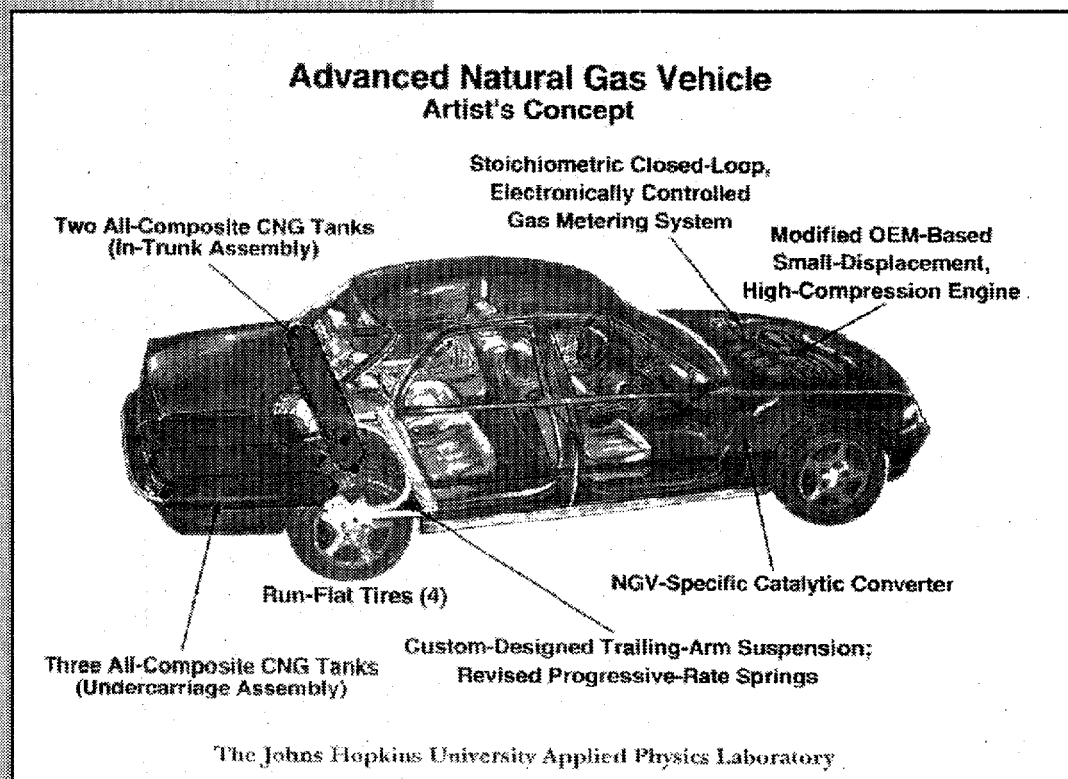 Advanced Natural Gas Vehicle
Artist's Concept
Stoichiometric Closed-Loop,
Electronically Controlled
Gas Metering System
Two All-Composite CNG Tanks
(In-Trunk Assembly)
Modified OEM-Based
Small-Displacement,
High-Compression Engine
NGV-Specific Catalytic Converter
Run-Flat Tires (4)
Custom-Designed Trailing-Arm Suspension;
Revised Progressive-Rate Springs
Three All-Composite CNG Tanks
(Undercarriage Assembly)
The Johns Hopkins University Applied Physics Laboratory